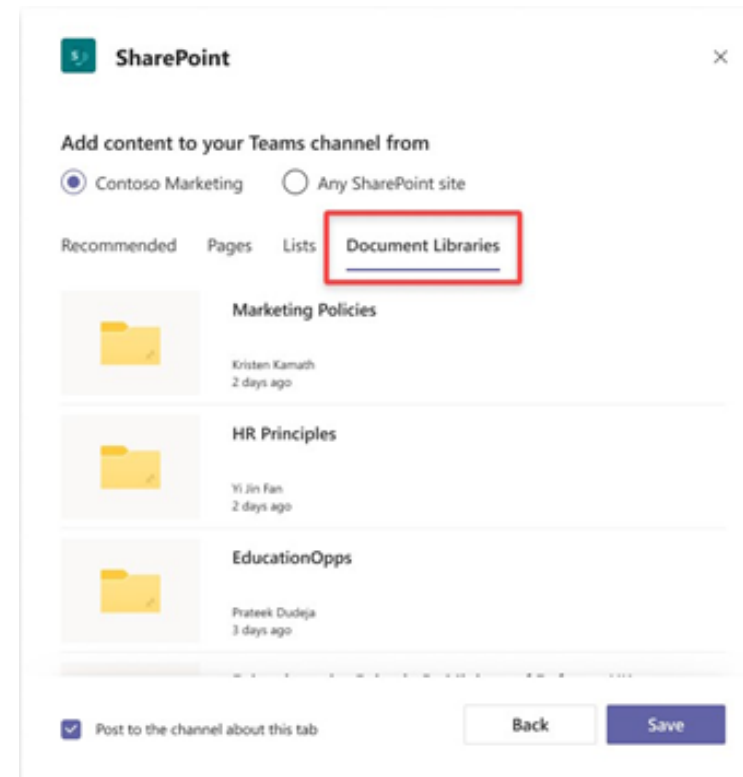 SharePoint
Add content to your Teams channel from
Contoso Marketing Any SharePoint site
Recommended Pages Lists Document Libraries
Marketing Policies
Kristen Kamath
2 days ago
HR Principles
Yi Jin Fan
2 days ago
EducationOpps
Prateek Dudeja
3 days ago
Post to the channel about this tab Back Save